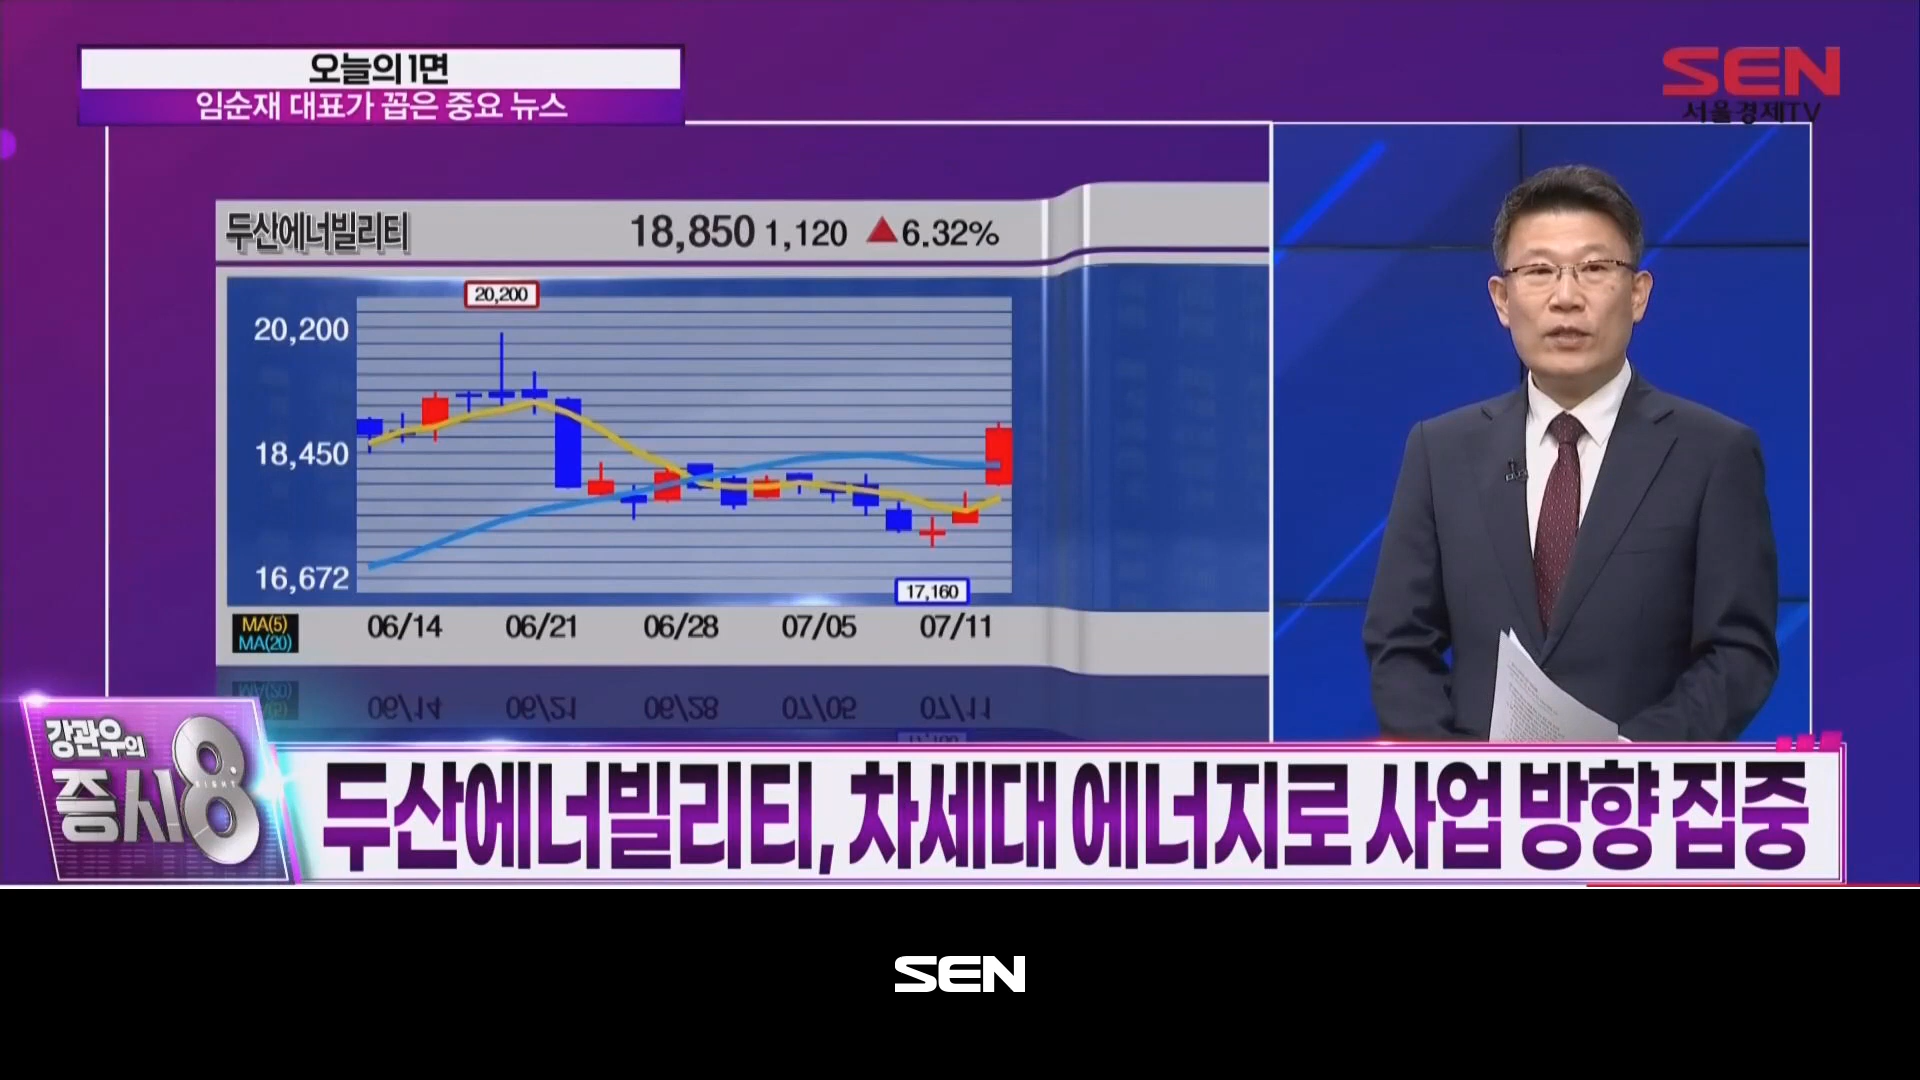 오늘의 1면
임순재 대표가 꼽은 중요 뉴스
SEN
서울경제TV
두산에너빌리티 18,850 1,120 ▲6.32%
20,200
20,200
18,450
16,672
17,160
MA(5)
MA(20)
06/14 06/21 06/28 07/05 07/11
강관우의
증시 8
두산에너빌리티, 차세대 에너지로 사업 방향 집중
SEN